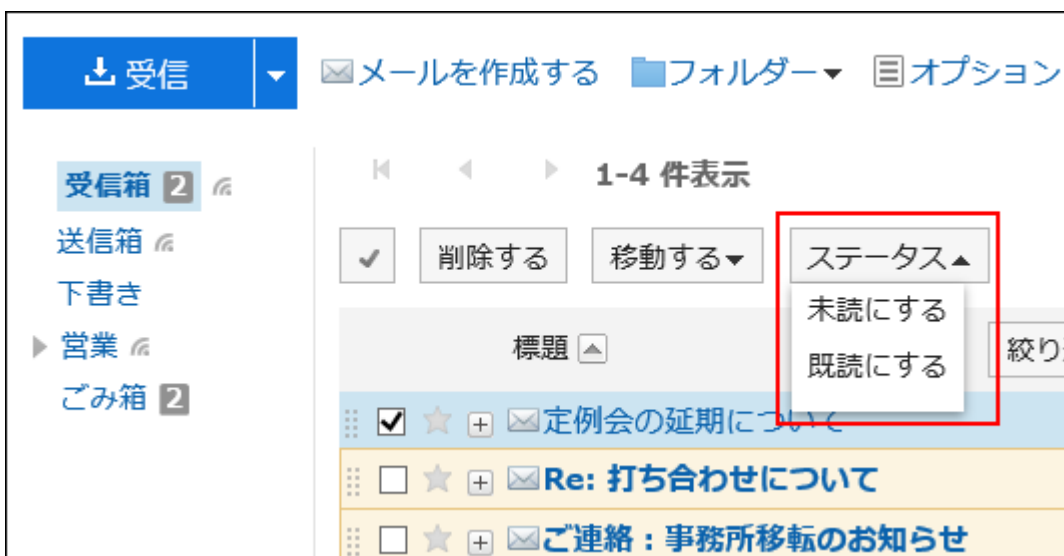 受信 メールを作成する フォルダー オプション
受信箱 2
送信箱
下書き
営業
ごみ箱 2
1-4 件表示
削除する 移動する ステータス
未読にする
既読にする
標題 絞り
定例会の延期について
Re: 打ち合わせについて
ご連絡：事務所移転のお知らせ